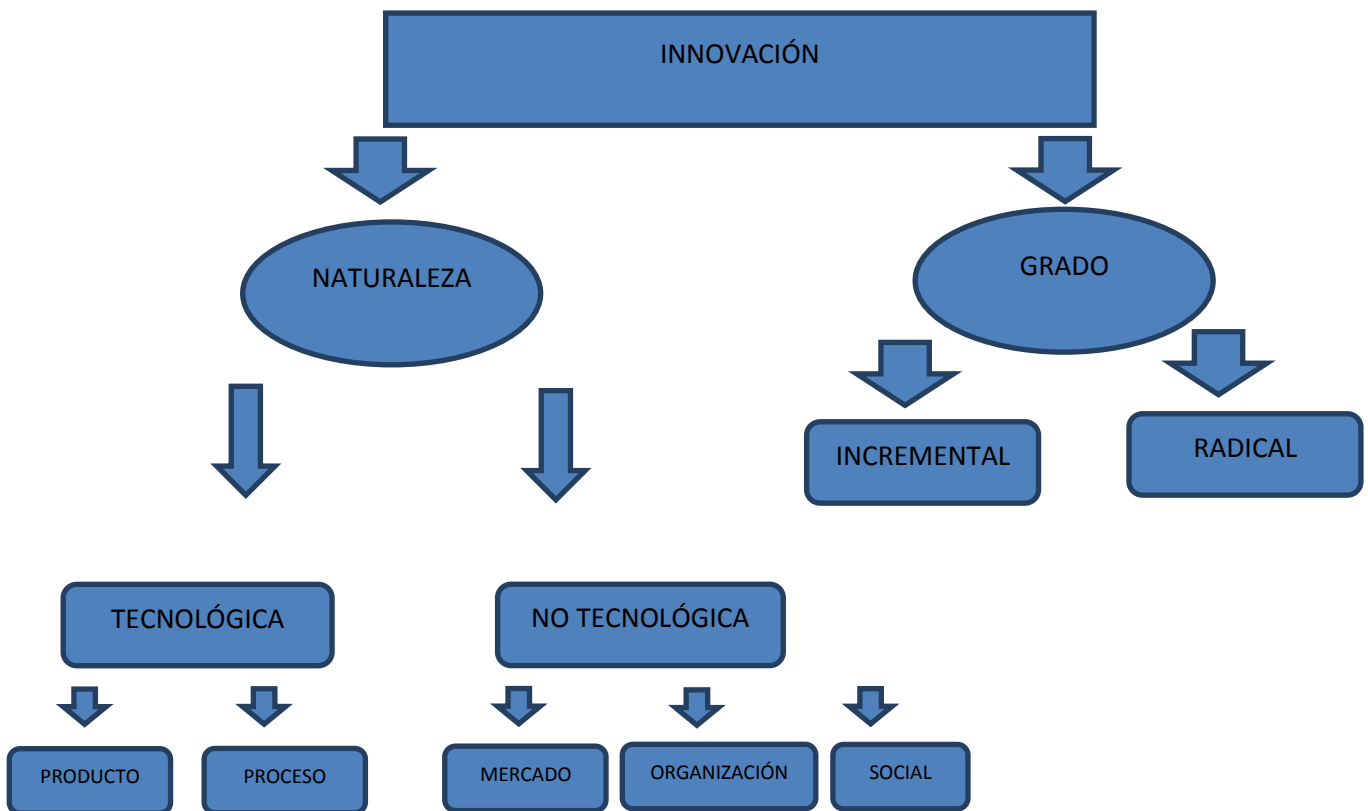 INNOVACIÓN
NATURALEZA
GRADO
INCREMENTAL
RADICAL
TECNOLÓGICA
NO TECNOLÓGICA
PRODUCTO
PROCESO
MERCADO
ORGANIZACIÓN
SOCIAL